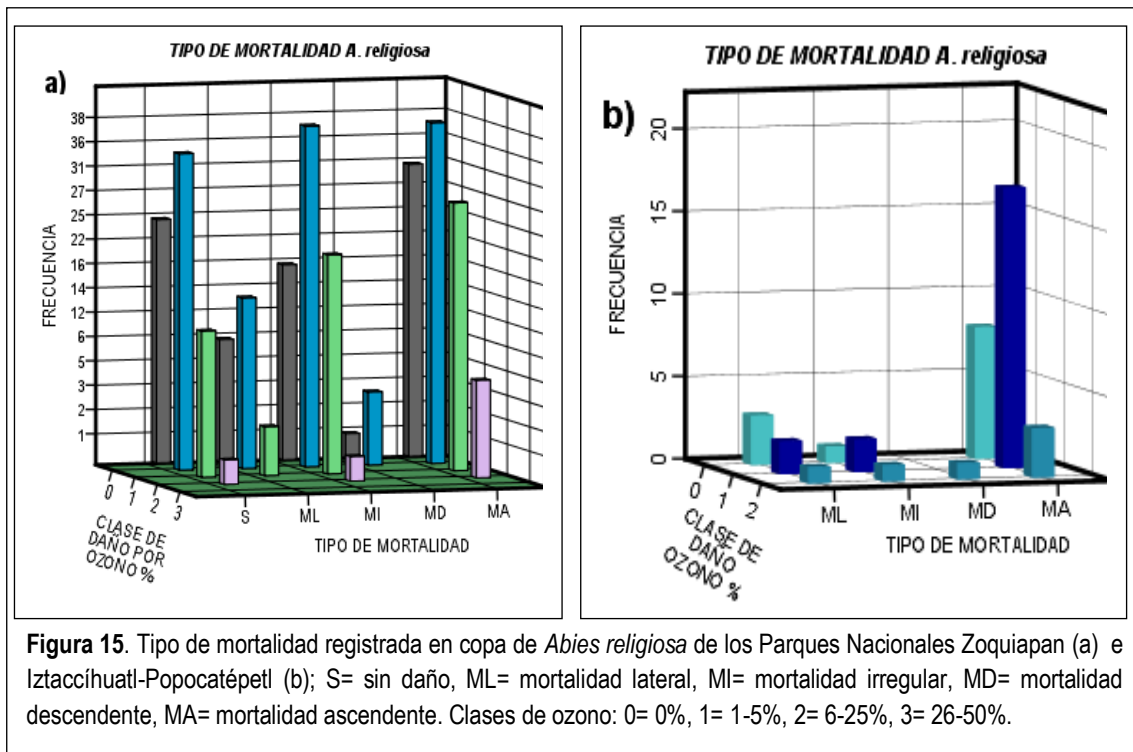 TIPO DE MORTALIDAD A. religiosa
a)
FRECUENCIA
38
36
31
27
25
22
16
14
12
6
5
3
2
1
0
1
2
3
CLASE DE
DAÑO POR
OZONO %
S
ML
MI
MD
MA
TIPO DE MORTALIDAD
TIPO DE MORTALIDAD A. religiosa
b)
FRECUENCIA
20
15
10
5
0
0
1
2
CLASE DE
DAÑO
OZONO %
ML
MI
MD
MA
TIPO DE MORTALIDAD
Figura 15. Tipo de mortalidad registrada en copa de Abies religiosa de los Parques Nacionales Zoquiapan (a) e
Iztaccíhuatl-Popocatépetl (b); S= sin daño, ML= mortalidad lateral, MI= mortalidad irregular, MD= mortalidad
descendente, MA= mortalidad ascendente. Clases de ozono: 0= 0%, 1= 1-5%, 2= 6-25%, 3= 26-50%.